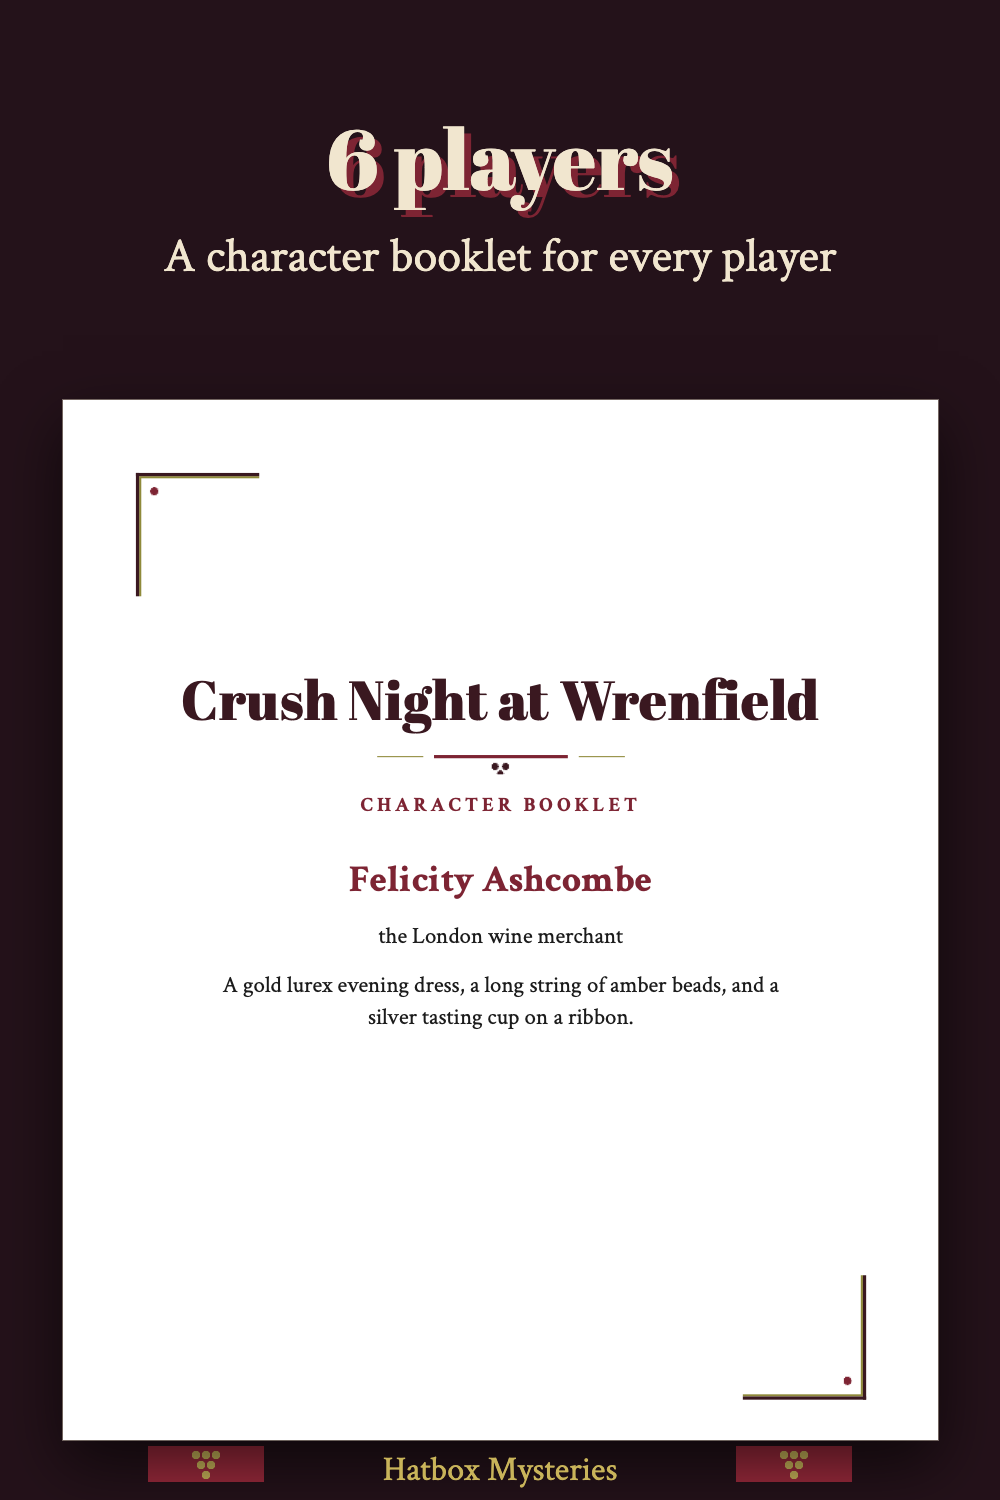 6 players
A character booklet for every player
Crush Night at Wrenfield
CHARACTER BOOKLET
Felicity Ashcombe
the London wine merchant
A gold lurex evening dress, a long string of amber beads, and a
silver tasting cup on a ribbon.
Hatbox Mysteries